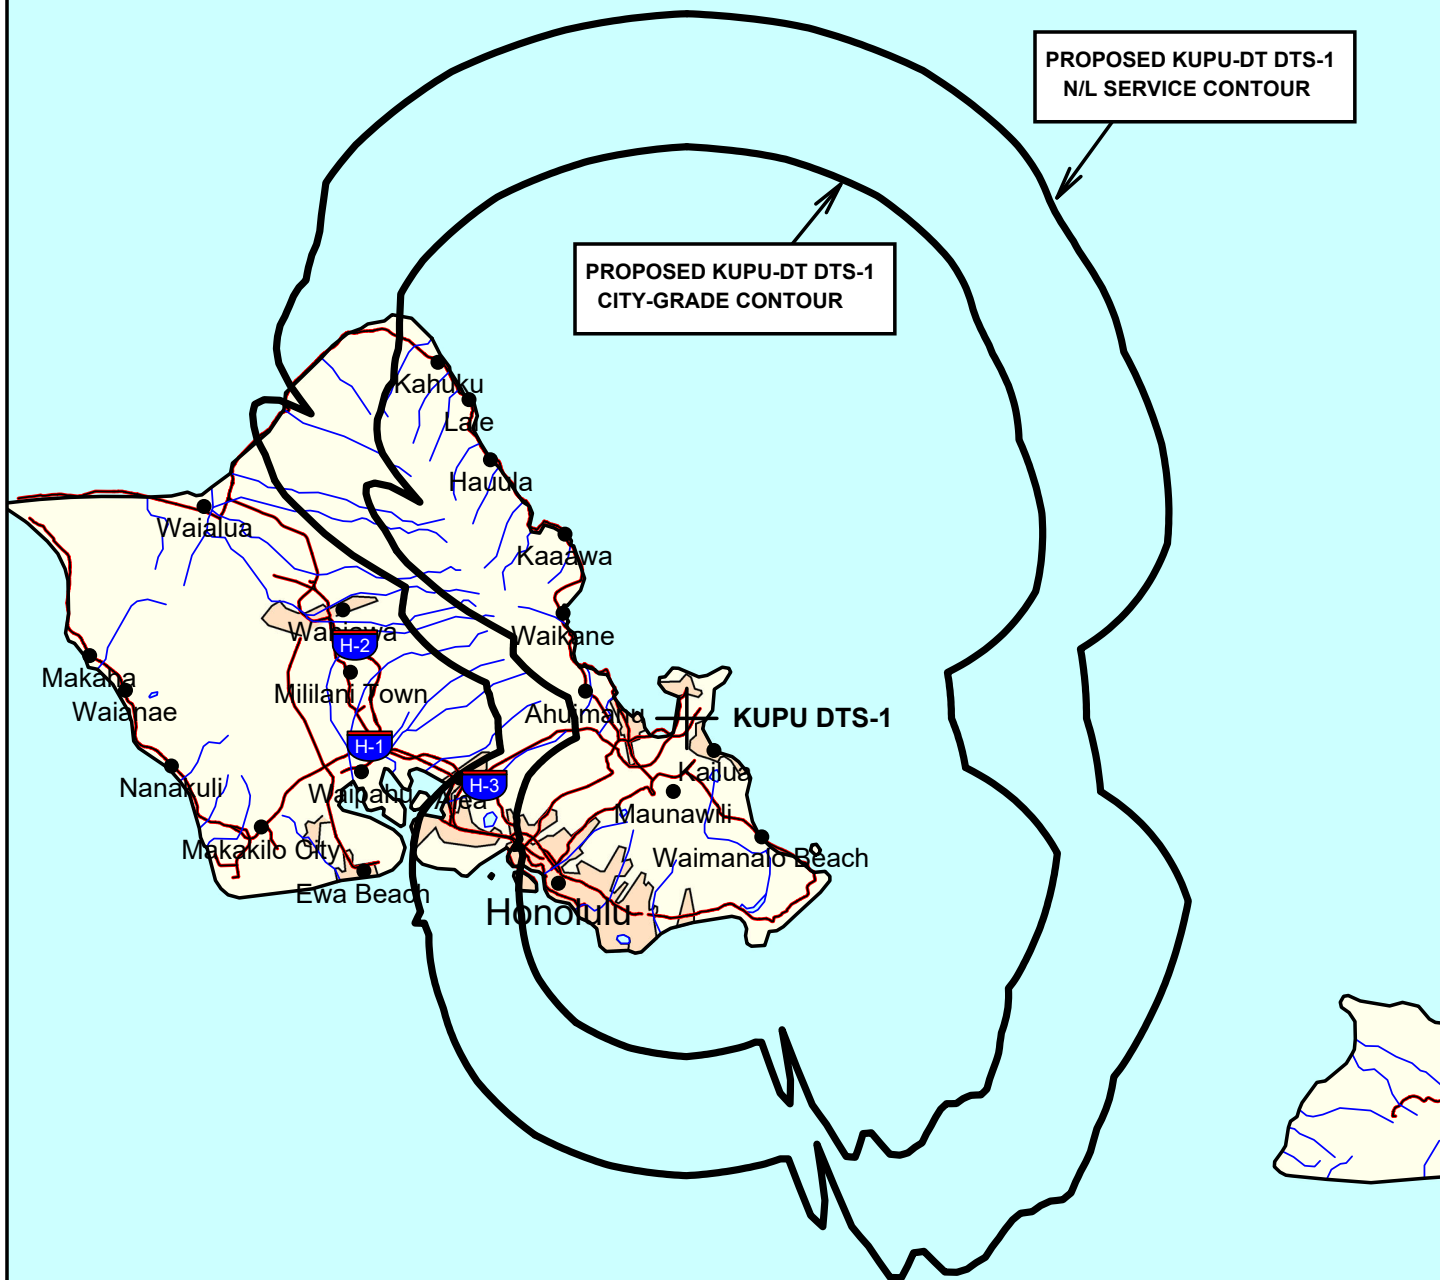 PROPOSED KUPU-DT DTS-1
N/L SERVICE CONTOUR
PROPOSED KUPU-DT DTS-1
CITY-GRADE CONTOUR
Kahuku
Laie
Hauula
Waialua
Kaaawa
Wahiawa
Waikane
H-2
Makaha
Mililani Town
Waianae
Ahuimanu
KUPU DTS-1
H-1
Kailua
Nanakuli
Waipahu
H-3
Aiea
Maunawili
Makakilo City
Waimanalo Beach
Ewa Beach
Honolulu